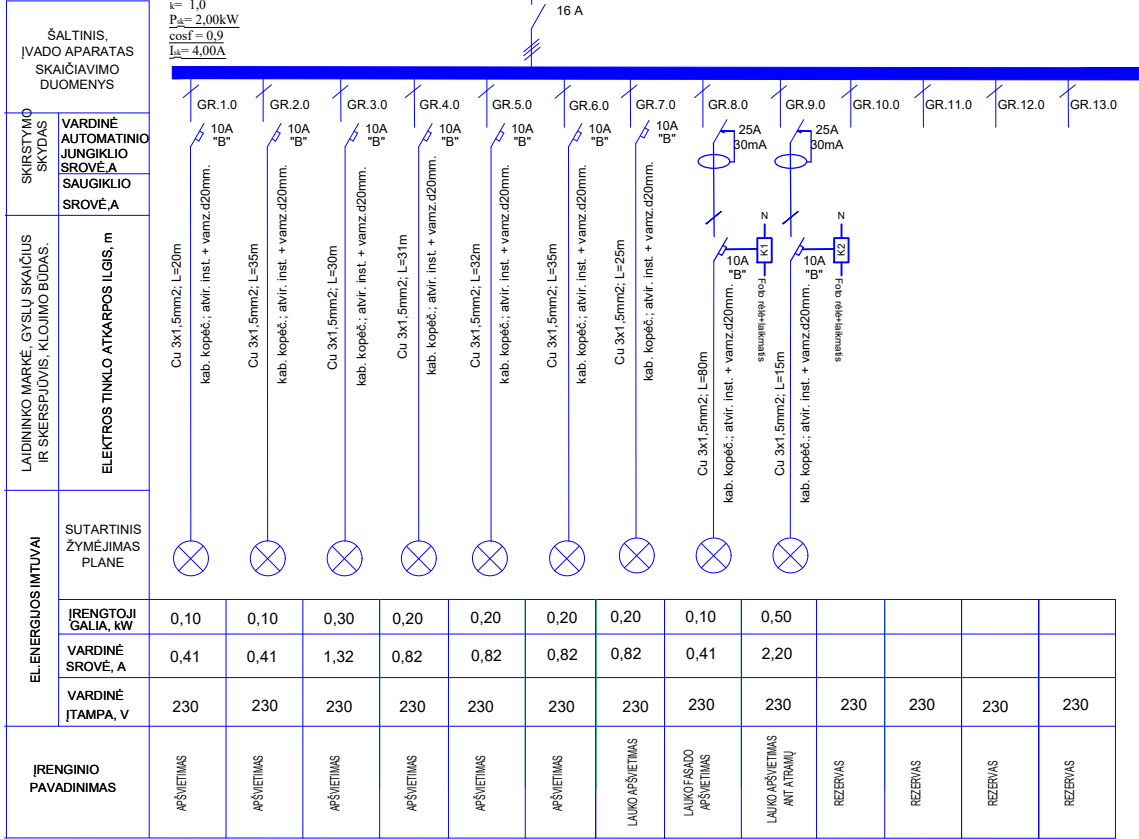 k= 1,0
Psk= 2,00kW
cosf = 0,9
Isk= 4,00A
16 A
ŠALTINIS,
ĮVADO APARATAS
SKAIČIAVIMO
DUOMENYS
GR.1.0 GR.2.0 GR.3.0 GR.4.0 GR.5.0 GR.6.0 GR.7.0 GR.8.0 GR.9.0 GR.10.0 GR.11.0 GR.12.0 GR.13.0
SKIRSTYMO
SKYDAS
VARDINĖ
AUTOMATINIO
JUNGIKLIO
SROVĖ,A
SAUGIKLIO
SROVĖ,A
10A
"B"
10A
"B"
10A
"B"
10A
"B"
10A
"B"
10A
"B"
10A
"B"
25A
30mA
25A
30mA
LAIDININKO MARKĖ, GYSLŲ SKAIČIUS
IR SKERSPJŪVIS, KLOJIMO BŪDAS.
ELEKTROS TINKLO ATKARPOS ILGIS, m
Cu 3x1,5mm2; L=20m
kab. kopėč.; atvir. inst. + vamz.d20mm.
Cu 3x1,5mm2; L=35m
kab. kopėč.; atvir. inst. + vamz.d20mm.
Cu 3x1,5mm2; L=30m
kab. kopėč.; atvir. inst. + vamz.d20mm.
Cu 3x1,5mm2; L=31m
kab. kopėč.; atvir. inst. + vamz.d20mm.
Cu 3x1,5mm2; L=32m
kab. kopėč.; atvir. inst. + vamz.d20mm.
Cu 3x1,5mm2; L=35m
kab. kopėč.; atvir. inst. + vamz.d20mm.
Cu 3x1,5mm2; L=25m
kab. kopėč.; atvir. inst. + vamz.d20mm.
Cu 3x1,5mm2; L=80m
kab. kopėč.; atvir. inst. + vamz.d20mm.
10A
"B"
N
K1
Foto rėlė+laikmatis
Cu 3x1,5mm2; L=15m
kab. kopėč.; atvir. inst. + vamz.d20mm.
10A
"B"
N
K2
Foto rėlė+laikmatis
EL.ENERGIJOS IMTUVAI
SUTARTINIS
ŽYMĖJIMAS
PLANE
ĮRENGTOJI
GALIA, kW
0,10 0,10 0,30 0,20 0,20 0,20 0,20 0,10 0,50
VARDINĖ
SROVĖ, A
0,41 0,41 1,32 0,82 0,82 0,82 0,82 0,41 2,20
VARDINĖ
ĮTAMPA, V
230 230 230 230 230 230 230 230 230 230 230 230 230
ĮRENGINIO
PAVADINIMAS
APŠVIETIMAS
APŠVIETIMAS
APŠVIETIMAS
APŠVIETIMAS
APŠVIETIMAS
APŠVIETIMAS
LAUKO APŠVIETIMAS
LAUKO FASADO
APŠVIETIMAS
LAUKO APŠVIETIMAS
ANT ATRAMŲ
REZERVAS
REZERVAS
REZERVAS
REZERVAS